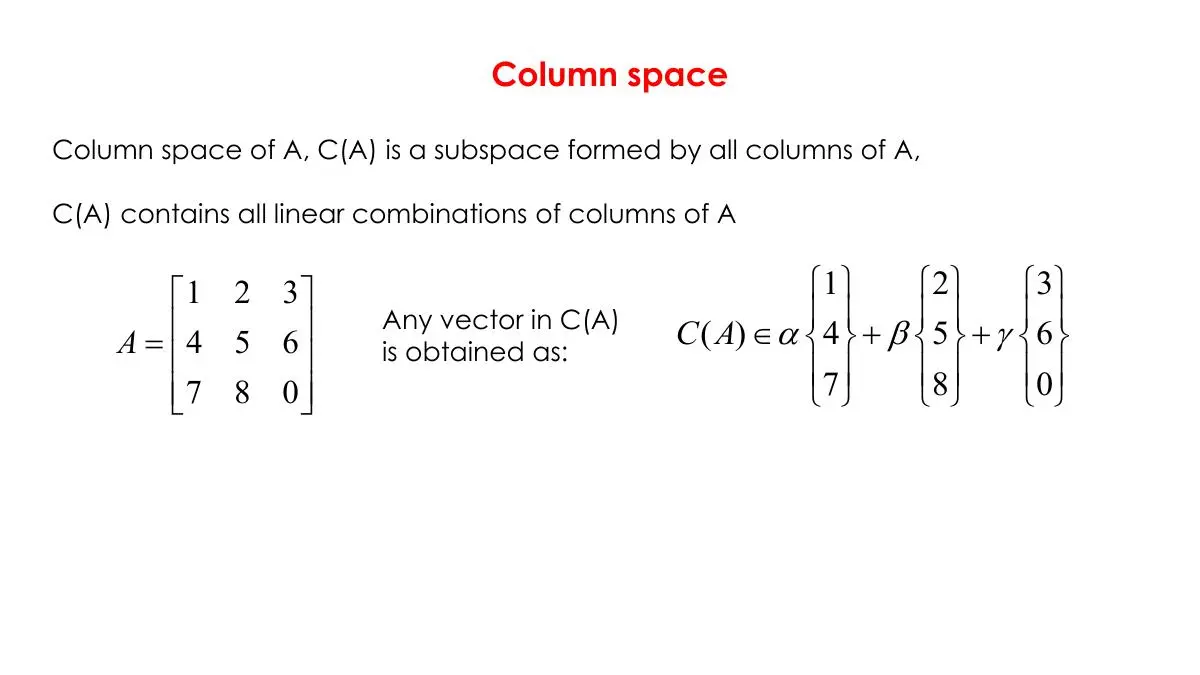 Column space
Column space of A, C(A) is a subspace formed by all columns of A,
C(A) contains all linear combinations of columns of A
A = [1 2 3
4 5 6
7 8 0]
Any vector in C(A)
is obtained as:
C(A) ∈ α{1 4 7} + β{2 5 8} + γ{3 6 0}